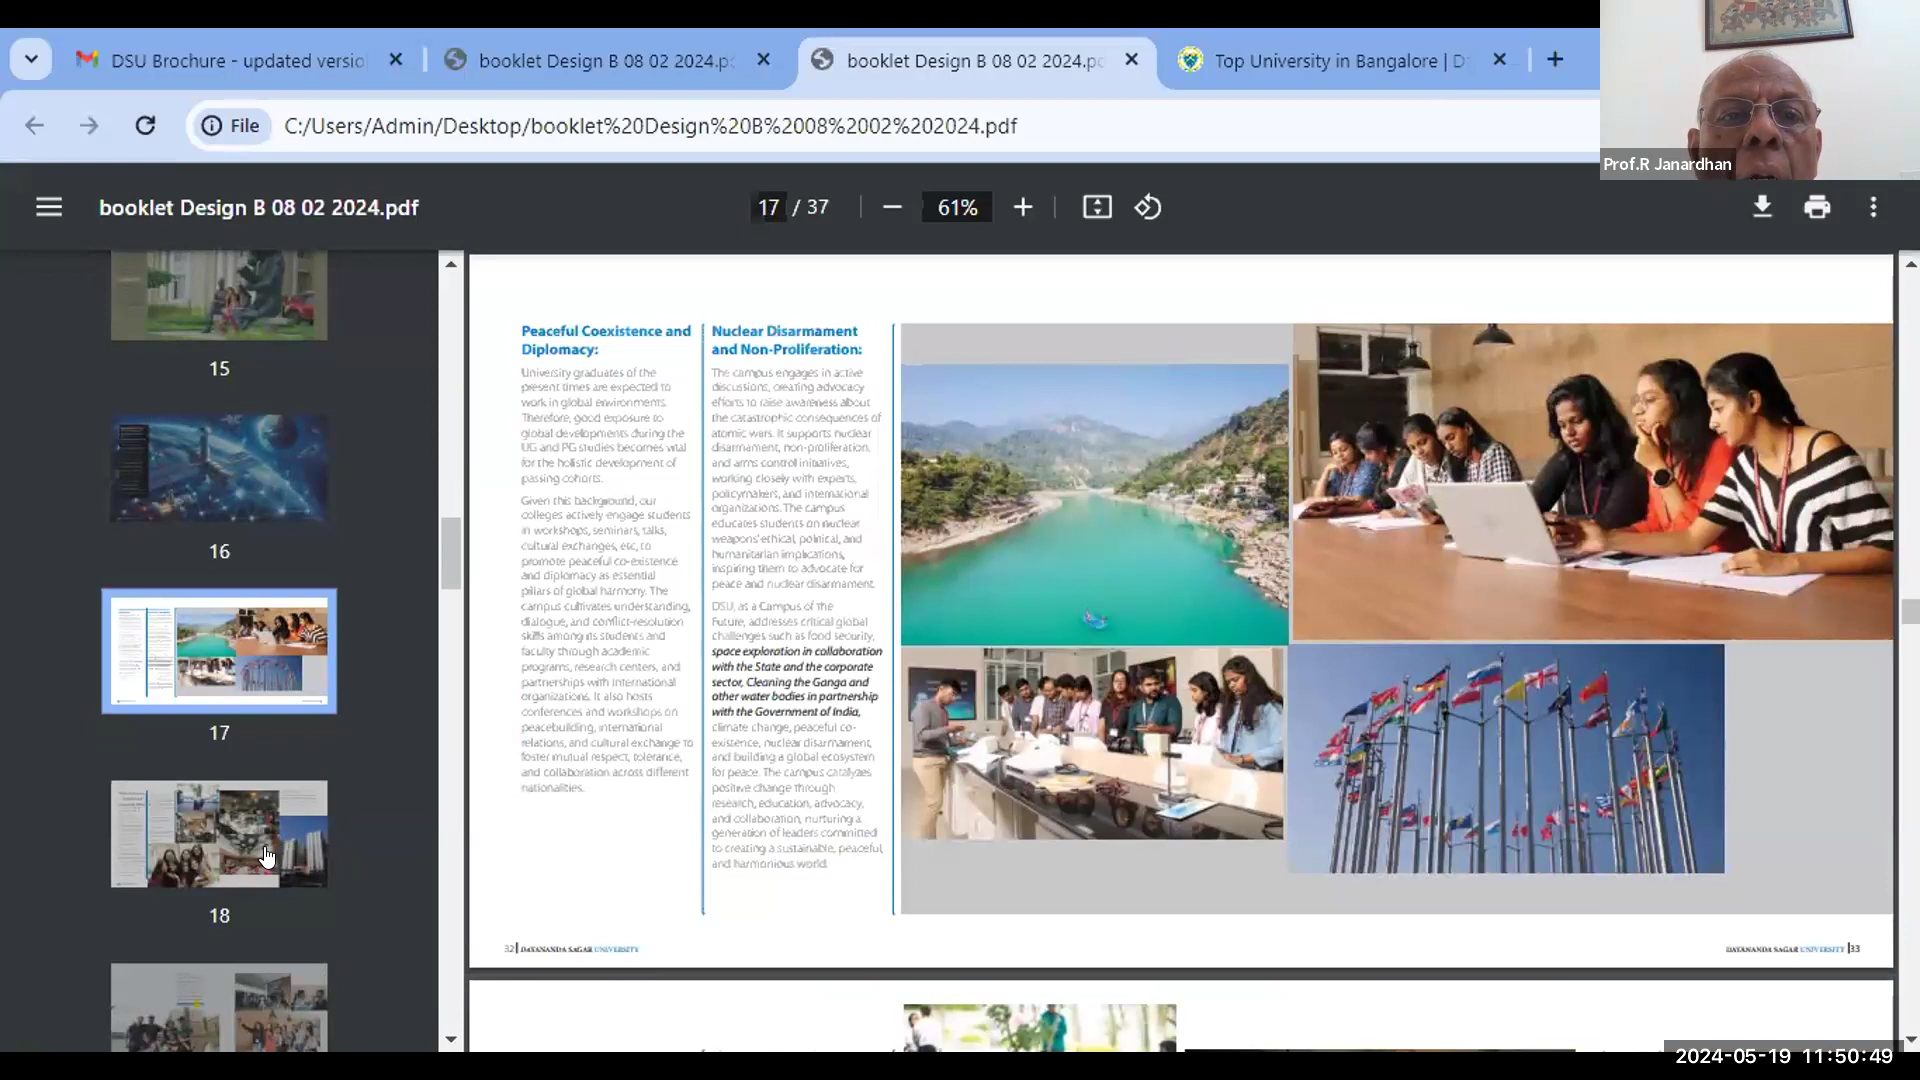 DSU Brochure - updated versio
booklet Design B 08 02 2024.p
booklet Design B 08 02 2024.pc
Top University in Bangalore | D
File
C:/Users/Admin/Desktop/booklet%20Design%20B%2008%2002%202024.pdf
Prof.R Janardhan
booklet Design B 08 02 2024.pdf
17 / 37
61%
15
16
17
18
Peaceful Coexistence and
Diplomacy:
University graduates of the
present times are expected to
work in global environments.
Therefore, good exposure to
global developments during the
UG and PG studies becomes vital
for the holistic development of
passing cohorts.
Given this background, our
colleges actively engage students
in workshops, seminars, talks,
cultural exchanges, etc, to
promote peaceful co-existence
and diplomacy as essential
pillars of global harmony. The
campus cultivates understanding,
dialogue, and conflict-resolution
skills among its students and
faculty through academic
programs, research centers, and
partnerships with International
organizations. It also hosts
conferences and workshops on
peacebuilding, international
relations, and cultural exchange to
foster mutual respect, tolerance,
and collaboration across different
nationalities.
Nuclear Disarmament
and Non-Proliferation:
The campus engages in active
discussions, creating advocacy
efforts to raise awareness about
the catastrophic consequences of
atomic wars. It supports nuclear
disarmament, non-proliferation,
and arms control initiatives,
working closely with experts,
policymakers, and international
organizations. The campus
educates students on nuclear
weapons' ethical, political, and
humanitarian implications,
inspiring them to advocate for
peace and nuclear disarmament.
DSU, as a Campus of the
Future, addresses critical global
challenges such as food security,
space exploration in collaboration
with the State and the corporate
sector, Cleaning the Ganga and
other water bodies in partnership
with the Government of India,
climate change, peaceful co-
existence, nuclear disarmament,
and building a global ecosystem
for peace. The campus catalyzes
positive change through
research, education, advocacy,
and collaboration, nurturing a
generation of leaders committed
to creating a sustainable, peaceful,
and harmonious world.
32 DAYANANDA SAGAR UNIVERSITY
DAYANANDA SAGAR UNIVERSITY 33
2024-05-19 11:50:49